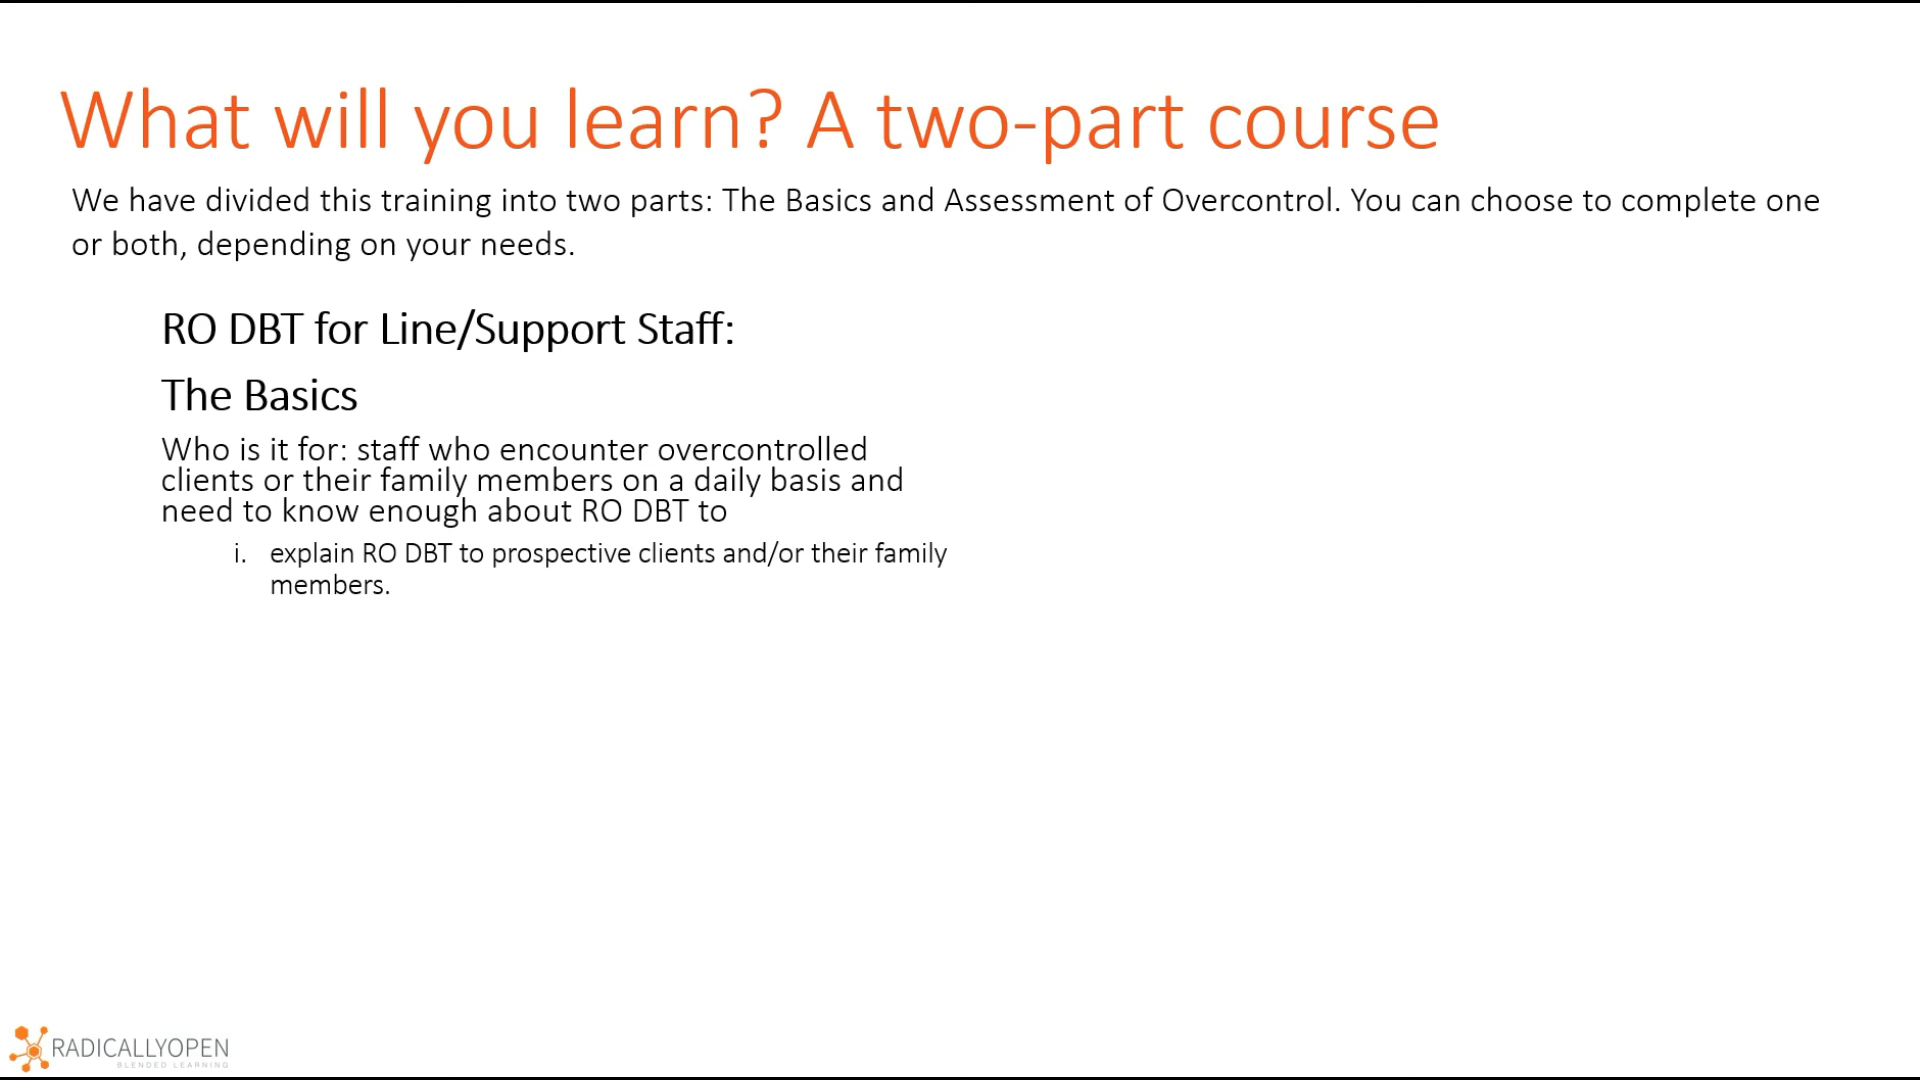 What will you learn? A two-part course
We have divided this training into two parts: The Basics and Assessment of Overcontrol. You can choose to complete one
or both, depending on your needs.
RO DBT for Line/Support Staff:
The Basics
Who is it for: staff who encounter overcontrolled
clients or their family members on a daily basis and
need to know enough about RO DBT to
i. explain RO DBT to prospective clients and/or their family
members.
RADICALLYOPEN
BLENDED LEARNING